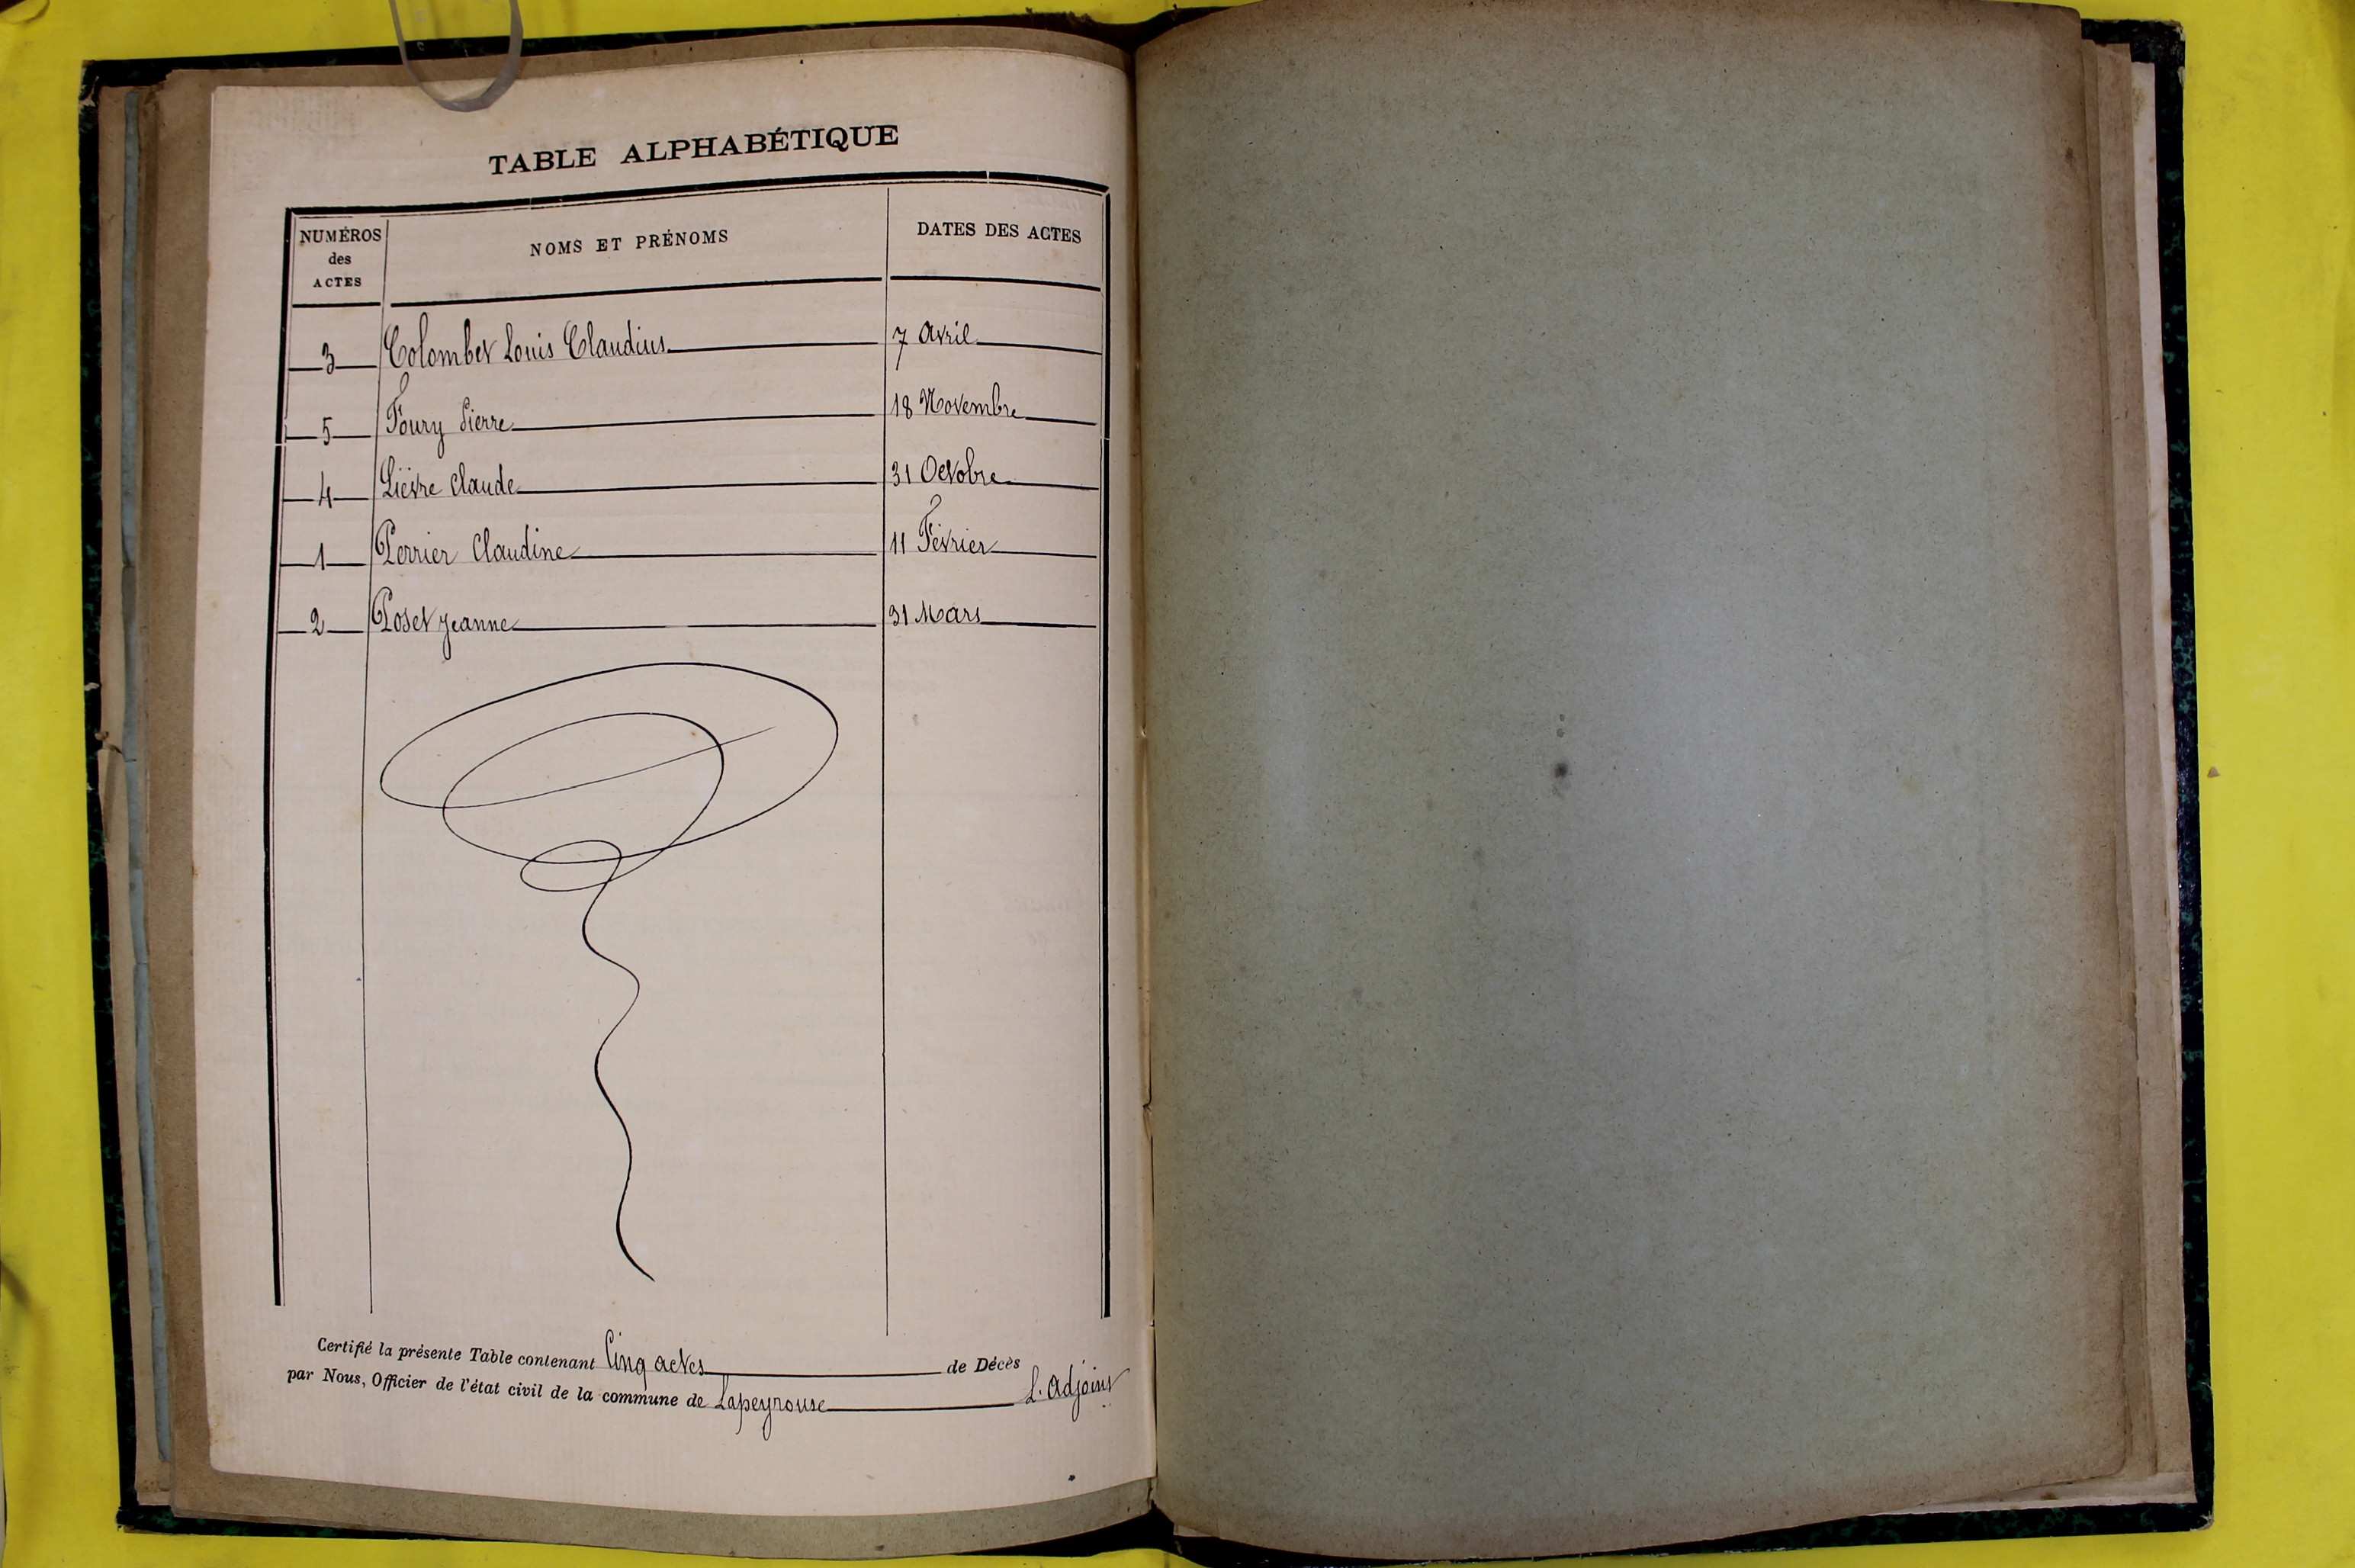 TABLE ALPHABÉTIQUE
NUMÉROS
des
ACTES
NOMS ET PRÉNOMS
DATES DES ACTES
3 Colombet Louis Claudius 7 Avril
5 Foury Pierre 18 Novembre
4 Lièvre Claude 31 Octobre
1 Perrier Claudine 11 Février
2 Poset Jeanne 31 Mars
Certifié la présente Table contenant Cinq actes de Décès
par Nous, Officier de l'état civil de la commune de Lapeyrouse L. Adjoint